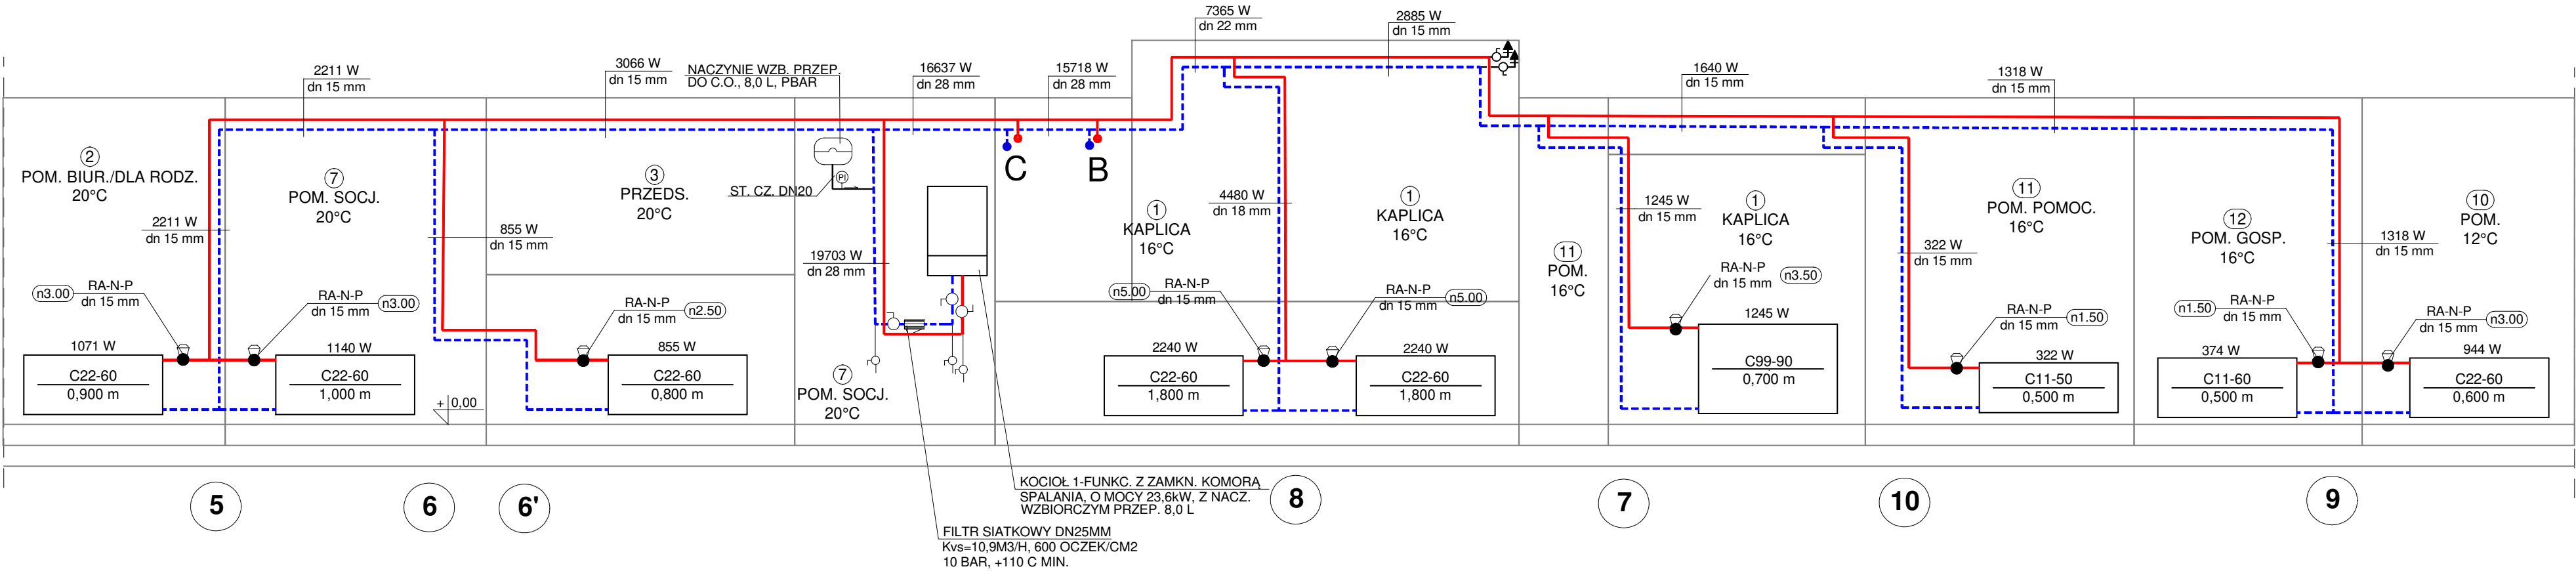 7365 W
dn 22 mm
2885 W
dn 15 mm
2211 W
dn 15 mm
3066 W
dn 15 mm
NACZYNIE WZB. PRZEP.
DO C.O., 8,0 L, PBAR
16637 W
dn 28 mm
15718 W
dn 28 mm
1640 W
dn 15 mm
1318 W
dn 15 mm
2
POM. BIUR./DLA RODZ.
20°C
7
POM. SOCJ.
20°C
3
PRZEDS.
20°C
ST. CZ. DN20
PI
C
B
1
KAPLICA
16°C
4480 W
dn 18 mm
1
KAPLICA
16°C
11
POM.
16°C
1245 W
dn 15 mm
1
KAPLICA
16°C
11
POM. POMOC.
16°C
322 W
dn 15 mm
12
POM. GOSP.
16°C
1318 W
dn 15 mm
10
POM.
12°C
2211 W
dn 15 mm
855 W
dn 15 mm
19703 W
dn 28 mm
n3.00
RA-N-P
dn 15 mm
RA-N-P
dn 15 mm
n3.00
RA-N-P
dn 15 mm
n2.50
n5.00
RA-N-P
dn 15 mm
RA-N-P
dn 15 mm
n5.00
RA-N-P
dn 15 mm
n3.50
RA-N-P
dn 15 mm
n1.50
n1.50
RA-N-P
dn 15 mm
RA-N-P
dn 15 mm
n3.00
1071 W
C22-60
0,900 m
1140 W
C22-60
1,000 m
+ 0,00
855 W
C22-60
0,800 m
7
POM. SOCJ.
20°C
2240 W
C22-60
1,800 m
2240 W
C22-60
1,800 m
1245 W
C99-90
0,700 m
322 W
C11-50
0,500 m
374 W
C11-60
0,500 m
944 W
C22-60
0,600 m
5
6
6'
KOCIOŁ 1-FUNKC. Z ZAMKN. KOMORĄ
SPALANIA, O MOCY 23,6kW, Z NACZ.
WZBIORCZYM PRZEP. 8,0 L
8
7
10
9
FILTR SIATKOWY DN25MM
Kvs=10,9M3/H, 600 OCZEK/CM2
10 BAR, +110 C MIN.